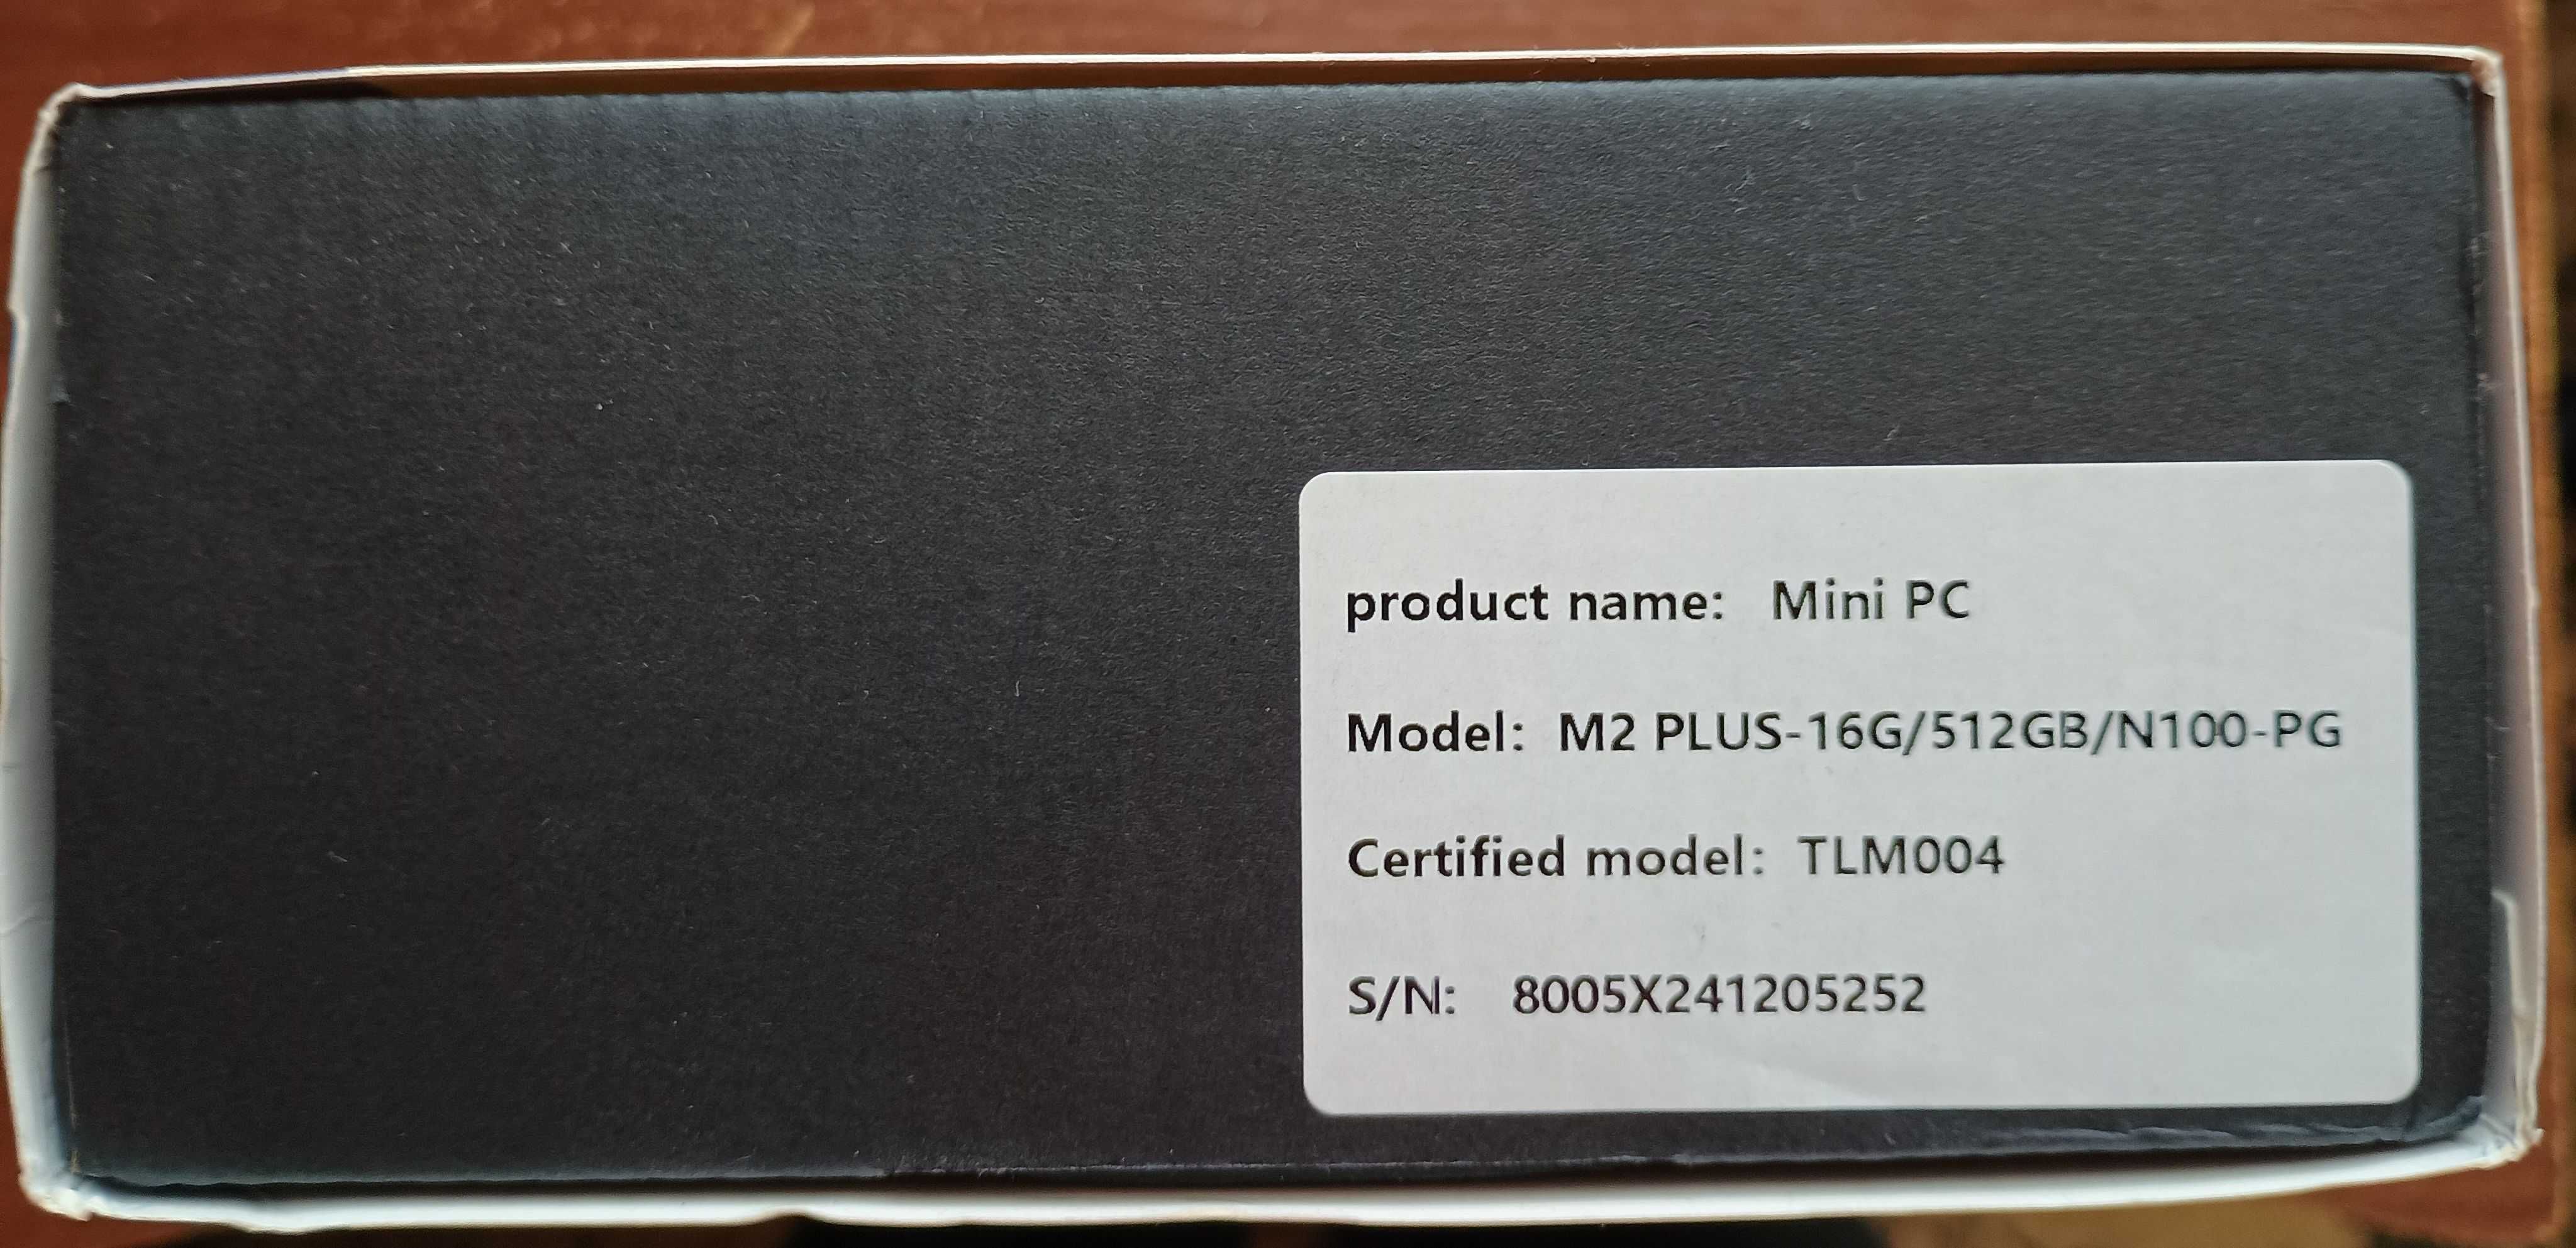 product name: Mini PC
Model: M2 PLUS-16G/512GB/N100-PG
Certified model: TLM004
S/N: 8005X241205252